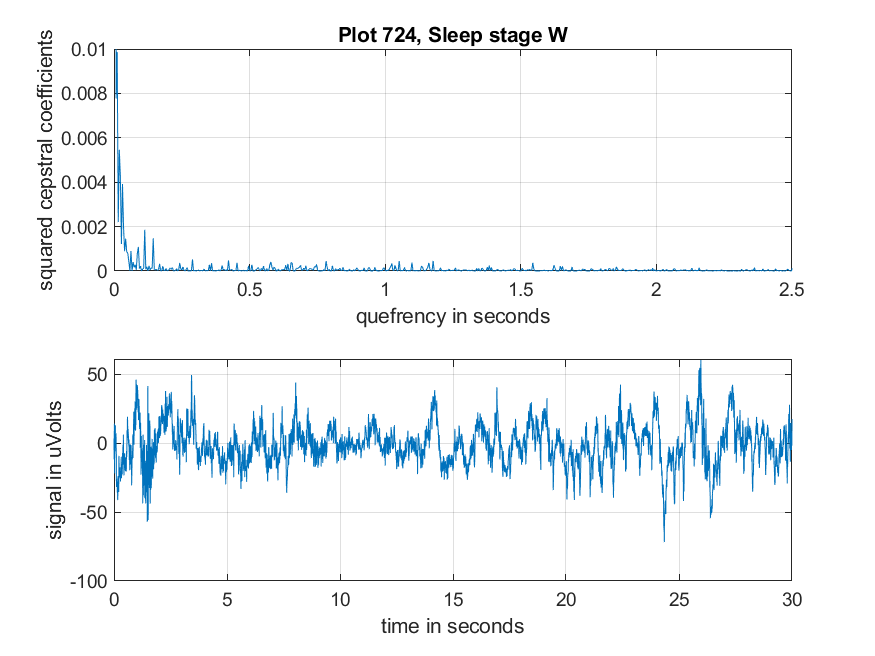 Plot 724, Sleep stage W
squared cepstral coefficients
0.01
0.008
0.006
0.004
0.002
0
0 0.5 1 1.5 2 2.5
quefrency in seconds
signal in uVolts
50
0
-50
-100
0 5 10 15 20 25 30
time in seconds